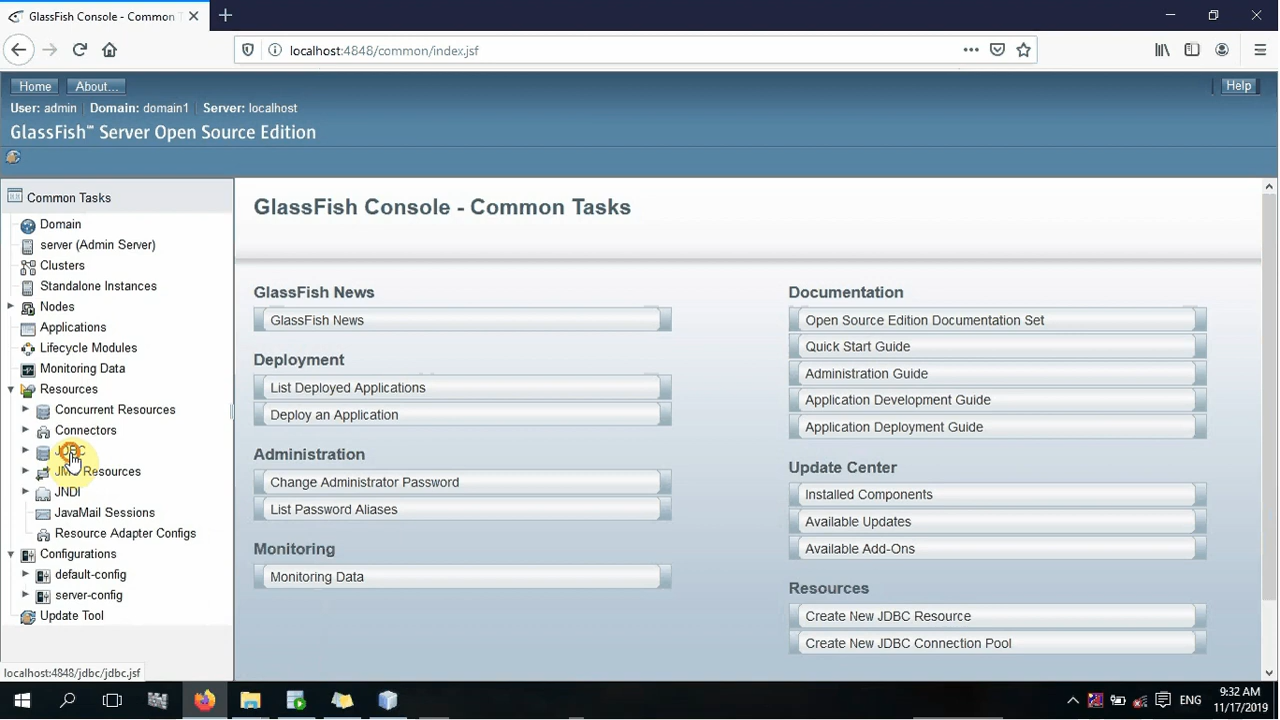 GlassFish Console - Common T
localhost:4848/common/index.jsf
Home About... Help
User: admin Domain: domain1 Server: localhost
GlassFish™ Server Open Source Edition
Common Tasks
Domain
server (Admin Server)
Clusters
Standalone Instances
Nodes
Applications
Lifecycle Modules
Monitoring Data
Resources
Concurrent Resources
Connectors
JDBC
JMS Resources
JNDI
JavaMail Sessions
Resource Adapter Configs
Configurations
default-config
server-config
Update Tool
GlassFish Console - Common Tasks
GlassFish News
GlassFish News
Deployment
List Deployed Applications
Deploy an Application
Administration
Change Administrator Password
List Password Aliases
Monitoring
Monitoring Data
Documentation
Open Source Edition Documentation Set
Quick Start Guide
Administration Guide
Application Development Guide
Application Deployment Guide
Update Center
Installed Components
Available Updates
Available Add-Ons
Resources
Create New JDBC Resource
Create New JDBC Connection Pool
localhost:4848/jdbc/jdbc.jsf
ENG
9:32 AM
11/17/2019